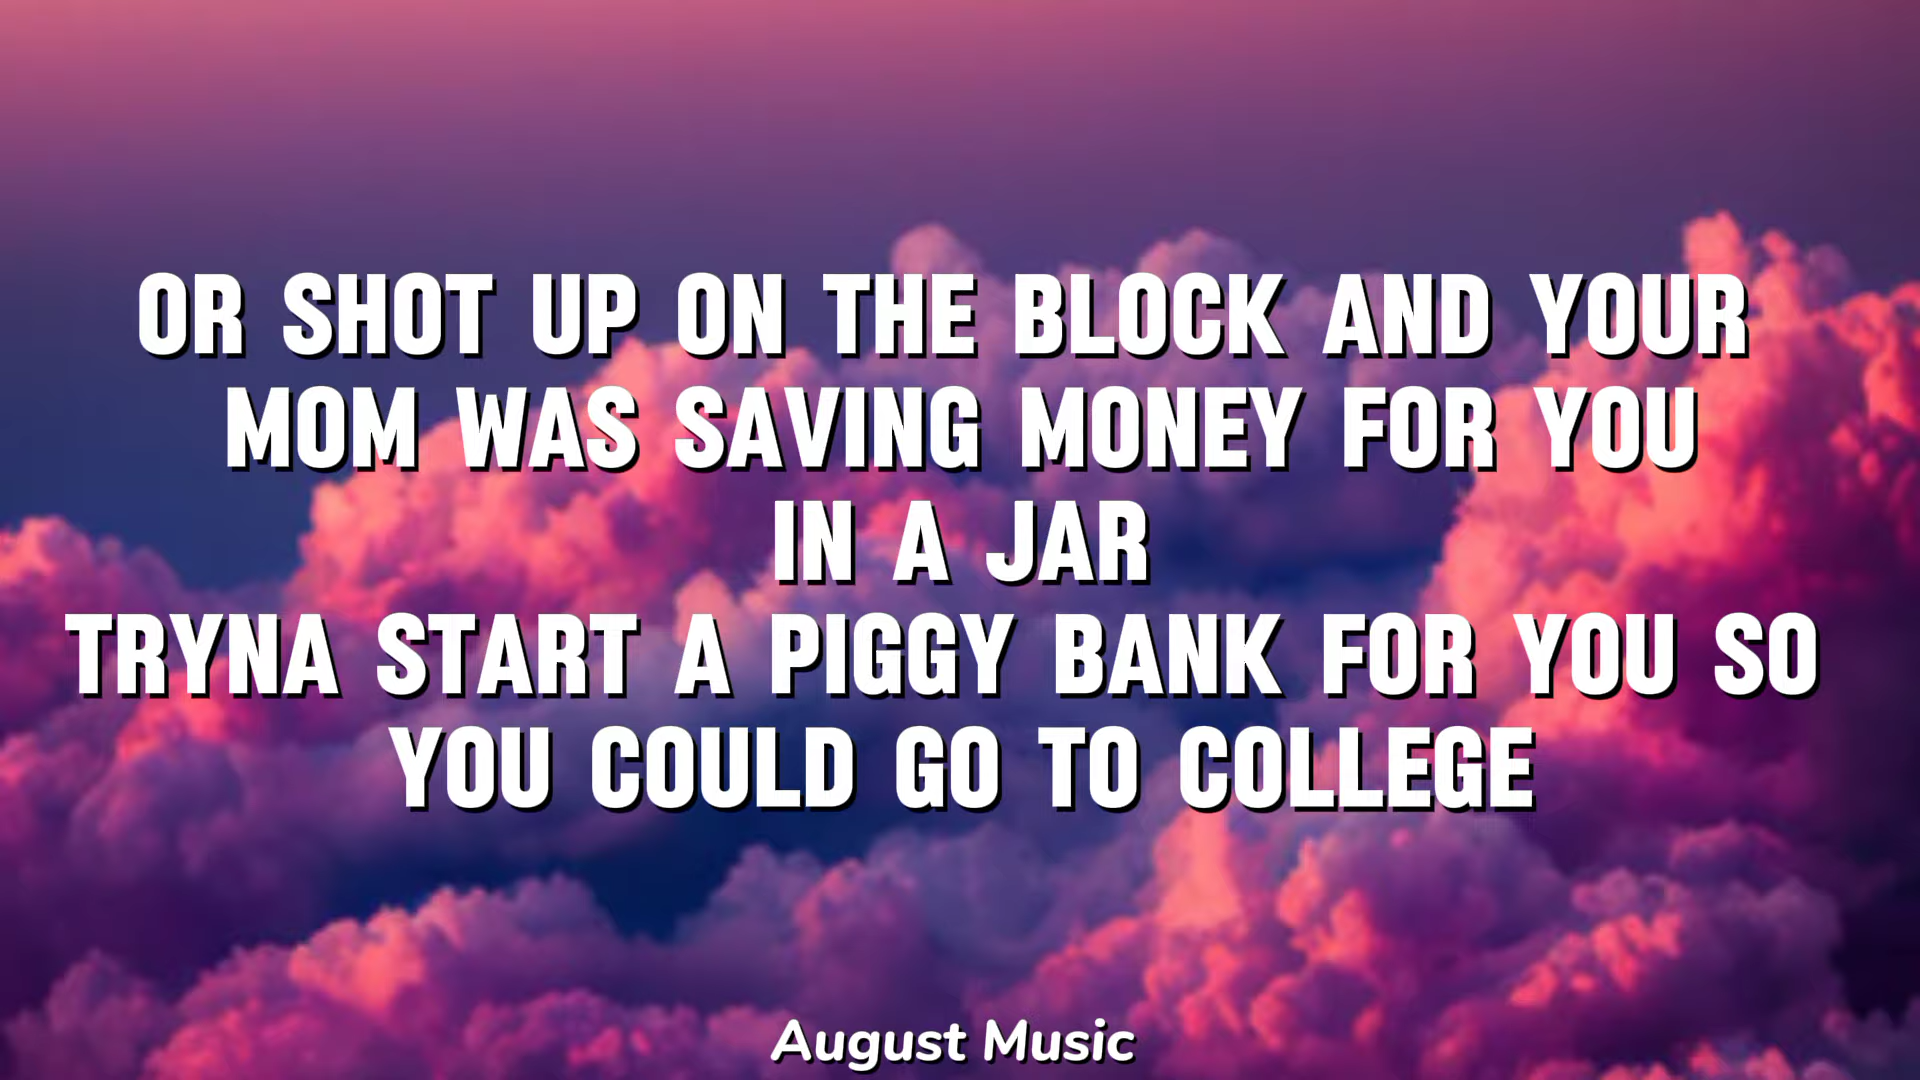 OR SHOT UP ON THE BLOCK AND YOUR
MOM WAS SAVING MONEY FOR YOU
IN A JAR
TRYNA START A PIGGY BANK FOR YOU SO
YOU COULD GO TO COLLEGE
August Music